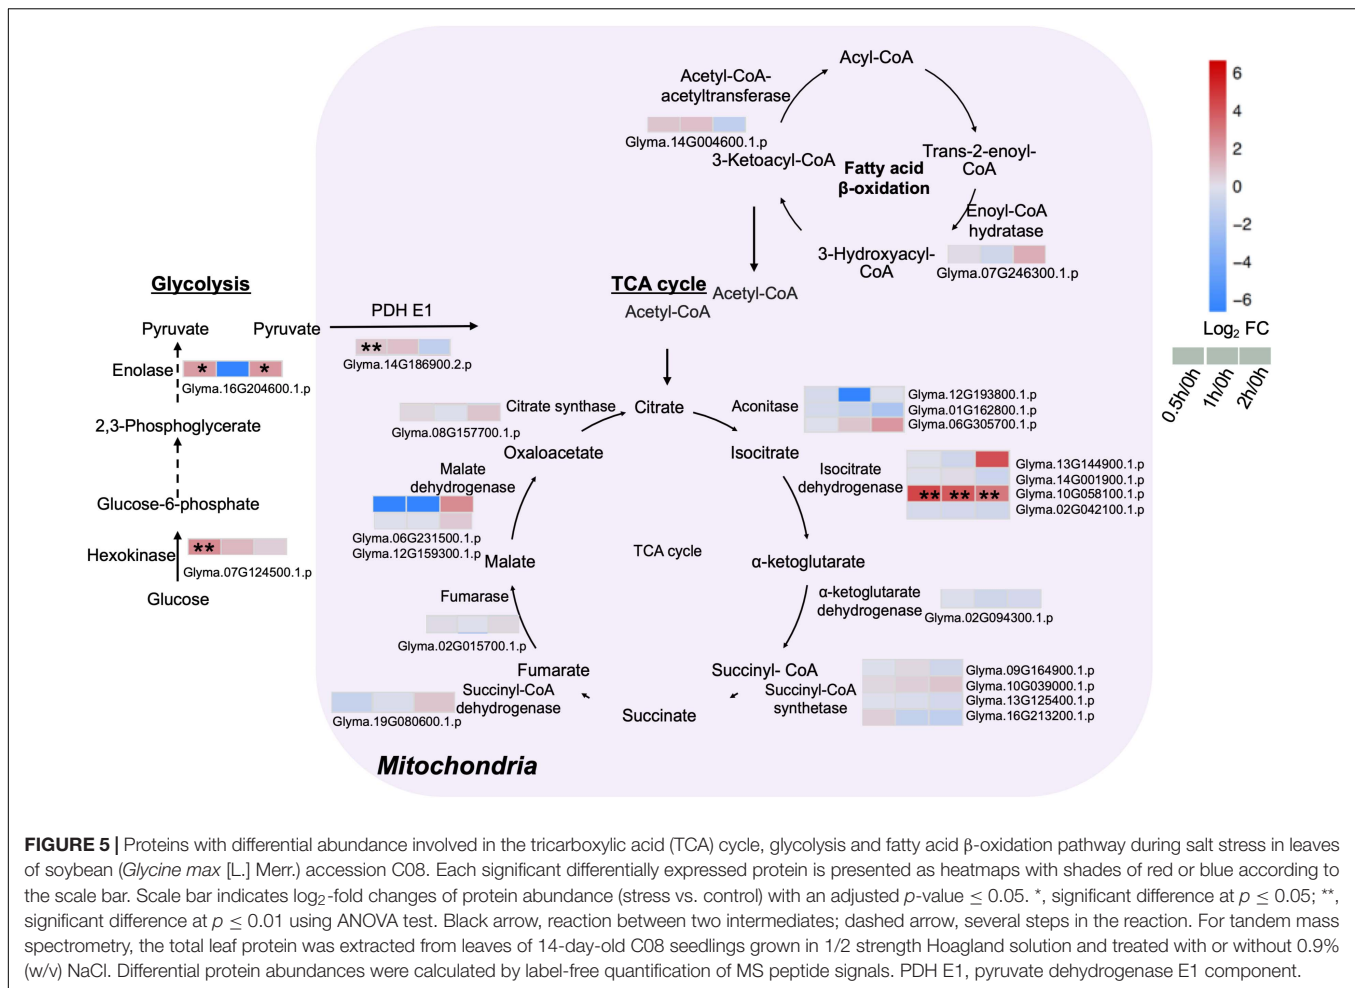 Acyl-CoA
Acetyl-CoA-
acetyltransferase
Glyma.14G004600.1.p
3-Ketoacyl-CoA
Fatty acid
β-oxidation
Trans-2-enoyl-
CoA
Enoyl-CoA
hydratase
3-Hydroxyacyl-
CoA
Glyma.07G246300.1.p
6
4
2
0
−2
−4
−6
Log2 FC
0.5h/0h
1h/0h
2h/0h
Glycolysis
TCA cycle
Acetyl-CoA
Acetyl-CoA
Pyruvate
Pyruvate
PDH E1
**
Glyma.14G186900.2.p
Enolase
* *
Glyma.16G204600.1.p
2,3-Phosphoglycerate
Glucose-6-phosphate
Hexokinase
**
Glyma.07G124500.1.p
Glucose
Citrate synthase
Glyma.08G157700.1.p
Citrate
Aconitase
Glyma.12G193800.1.p
Glyma.01G162800.1.p
Glyma.06G305700.1.p
Oxaloacetate
Isocitrate
Malate
dehydrogenase
Glyma.06G231500.1.p
Glyma.12G159300.1.p
Isocitrate
dehydrogenase
** ** **
Glyma.13G144900.1.p
Glyma.14G001900.1.p
Glyma.10G058100.1.p
Glyma.02G042100.1.p
Malate
TCA cycle
α-ketoglutarate
Fumarase
Glyma.02G015700.1.p
α-ketoglutarate
dehydrogenase
Glyma.02G094300.1.p
Fumarate
Succinyl- CoA
Succinyl-CoA
dehydrogenase
Glyma.19G080600.1.p
Succinate
Succinyl-CoA
synthetase
Glyma.09G164900.1.p
Glyma.10G039000.1.p
Glyma.13G125400.1.p
Glyma.16G213200.1.p
Mitochondria
FIGURE 5 | Proteins with differential abundance involved in the tricarboxylic acid (TCA) cycle, glycolysis and fatty acid β-oxidation pathway during salt stress in leaves
of soybean (Glycine max [L.] Merr.) accession C08. Each significant differentially expressed protein is presented as heatmaps with shades of red or blue according to
the scale bar. Scale bar indicates log2-fold changes of protein abundance (stress vs. control) with an adjusted p-value ≤ 0.05. *, significant difference at p ≤ 0.05; **,
significant difference at p ≤ 0.01 using ANOVA test. Black arrow, reaction between two intermediates; dashed arrow, several steps in the reaction. For tandem mass
spectrometry, the total leaf protein was extracted from leaves of 14-day-old C08 seedlings grown in 1/2 strength Hoagland solution and treated with or without 0.9%
(w/v) NaCl. Differential protein abundances were calculated by label-free quantification of MS peptide signals. PDH E1, pyruvate dehydrogenase E1 component.